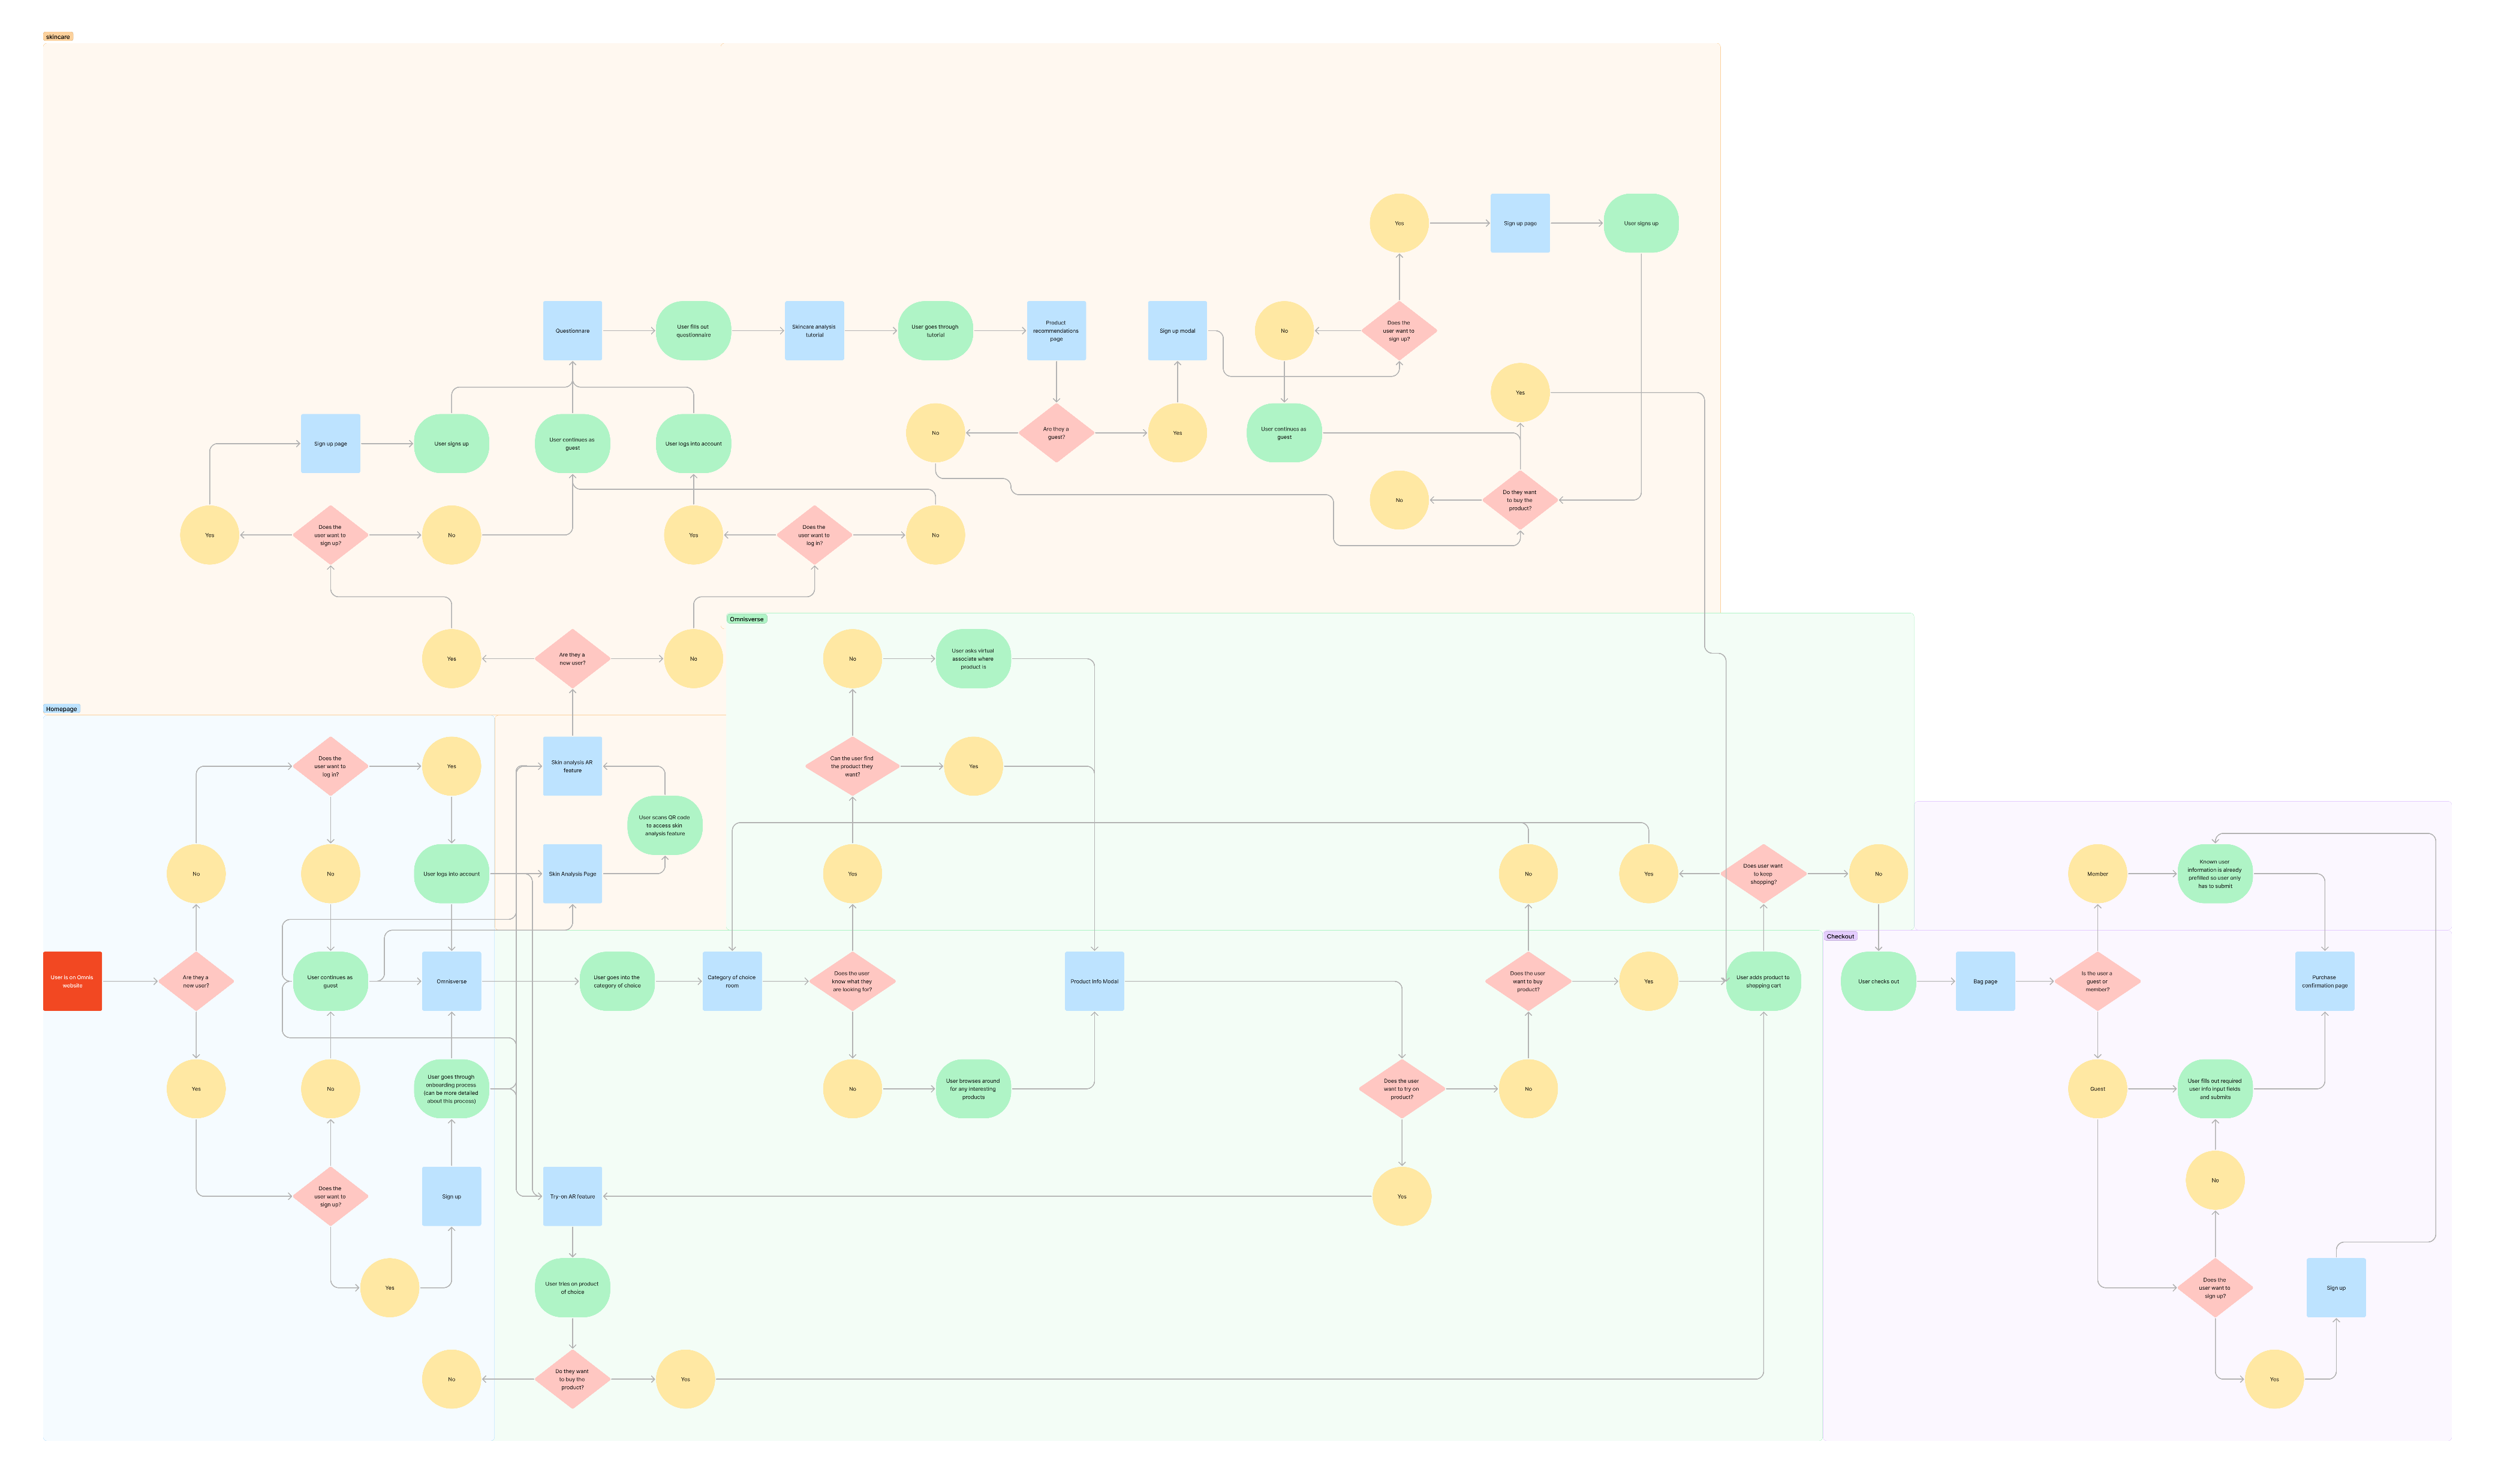 skincare
Yes
Sign up page
User signs up
Questionnare
User fills out
questionnaire
Skincare analysis
tutorial
User goes through
tutorial
Product
recommendations
page
Sign up modal
No
Does the
user want to
sign up?
Yes
Sign up page
User signs up
User continues as
guest
User logs into account
No
Are they a
guest?
Yes
User continues as
guest
No
Do they want
to buy the
product?
Yes
Does the
user want to
sign up?
No
Yes
Does the
user want to
log in?
No
Omnisverse
Yes
Are they a
new user?
No
No
User asks virtual
associate where
product is
Homepage
Does the
user want to
log in?
Yes
Skin analysis AR
feature
Can the user find
the product they
want?
Yes
User scans QR code
to access skin
analysis feature
No
No
User logs into account
Skin Analysis Page
Yes
No
Yes
Does user want
to keep
shopping?
No
Member
Known user
information is already
prefilled so user only
has to submit
Checkout
User is on Omnis
website
Are they a
new user?
User continues as
guest
Omnisverse
User goes into the
category of choice
Category of choice
room
Does the user
know what they
are looking for?
Product Info Modal
Does the user
want to buy
product?
Yes
User adds product to
shopping cart
User checks out
Bag page
Is the user a
guest or
member?
Purchase
confirmation page
Yes
No
User goes through
onboarding process
(can be more detailed
about this process)
No
User browses around
for any interesting
products
Does the user
want to try on
product?
No
Guest
User fills out required
user info input fields
and submits
Does the
user want to
sign up?
Sign up
Try-on AR feature
Yes
No
Yes
User tries on product
of choice
Does the
user want to
sign up?
Sign up
No
Do they want
to buy the
product?
Yes
Yes